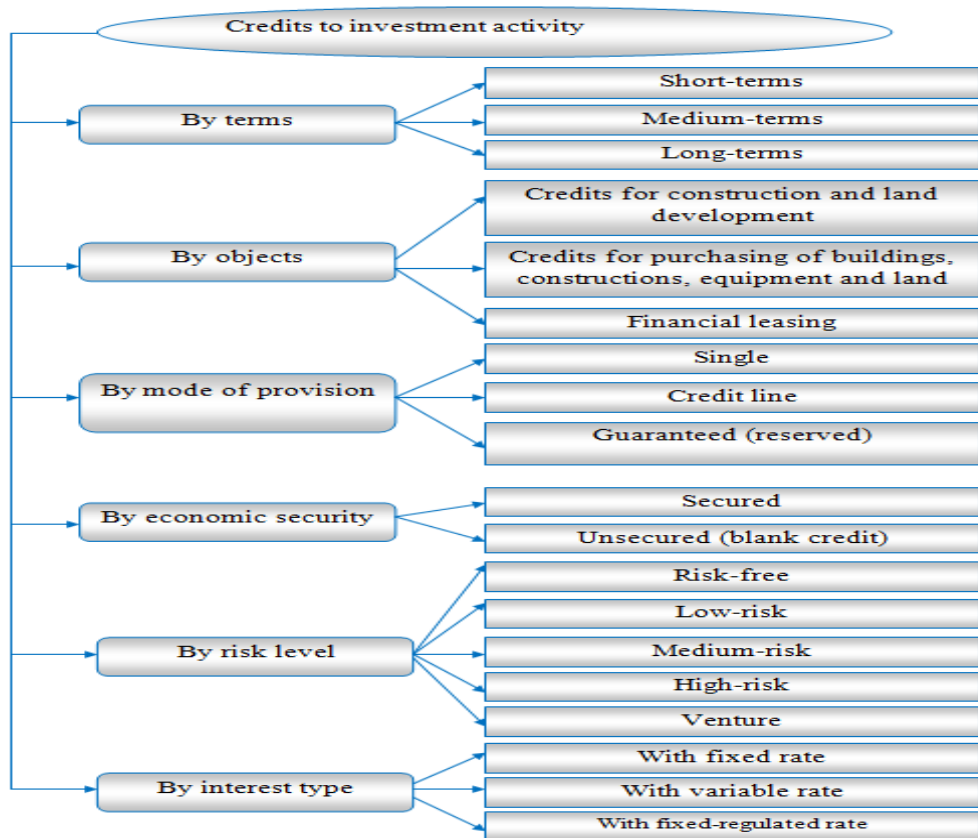 Credits to investment activity
By terms
Short-terms
Medium-terms
Long-terms
By objects
Credits for construction and land
development
Credits for purchasing of buildings,
constructions, equipment and land
Financial leasing
By mode of provision
Single
Credit line
Guaranteed (reserved)
By economic security
Secured
Unsecured (blank credit)
By risk level
Risk-free
Low-risk
Medium-risk
High-risk
Venture
By interest type
With fixed rate
With variable rate
With fixed-regulated rate